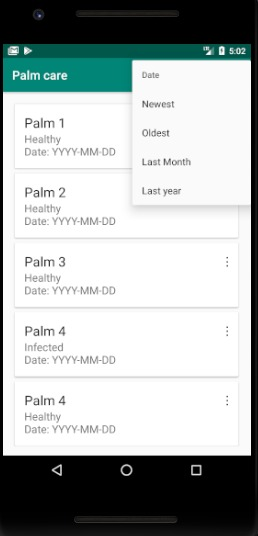 5:02
Palm care
Date
Newest
Oldest
Last Month
Last year
Palm 1
Healthy
Date: YYYY-MM-DD
Palm 2
Healthy
Date: YYYY-MM-DD
Palm 3
Healthy
Date: YYYY-MM-DD
Palm 4
Infected
Date: YYYY-MM-DD
Palm 4
Healthy
Date: YYYY-MM-DD